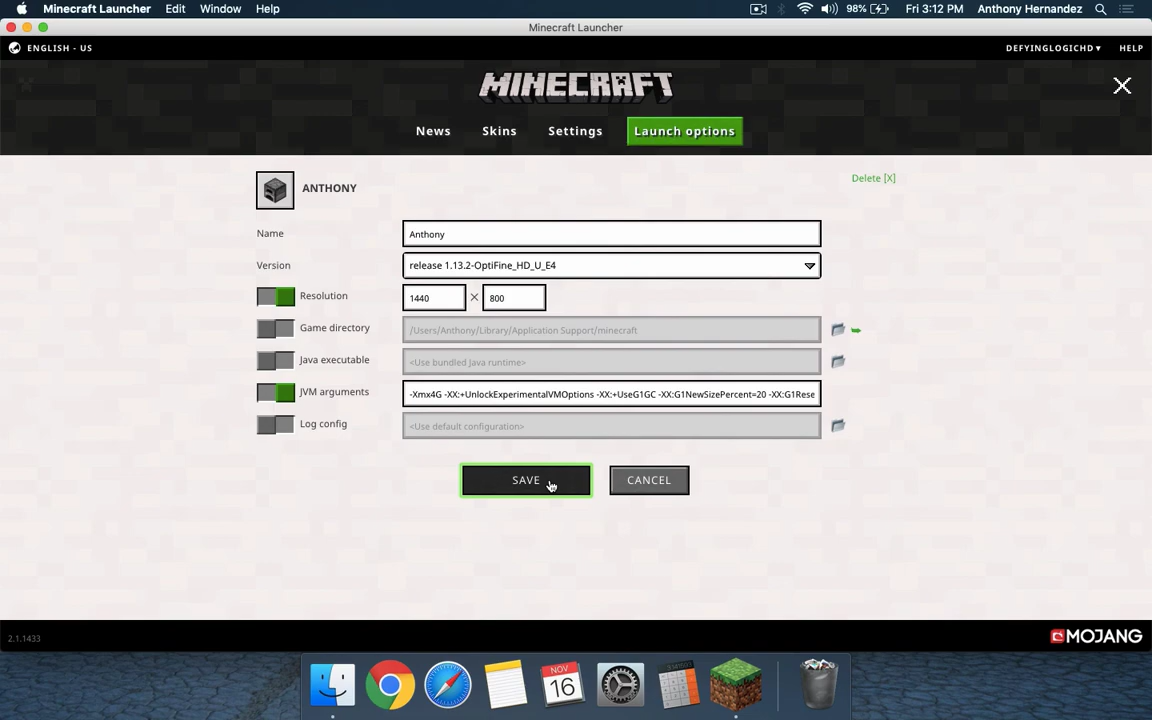 Minecraft Launcher Edit Window Help 98% Fri 3:12 PM Anthony Hernandez
Minecraft Launcher
ENGLISH - US DEFYINGLOGICHD HELP
MINECRAFT
News Skins Settings Launch options
ANTHONY Delete [X]
Name Anthony
Version release 1.13.2-OptiFine_HD_U_E4
Resolution 1440 × 800
Game directory /Users/Anthony/Library/Application Support/minecraft
Java executable <Use bundled Java runtime>
JVM arguments -Xmx4G -XX:+UnlockExperimentalVMOptions -XX:+UseG1GC -XX:G1NewSizePercent=20 -XX:G1Rese
Log config <Use default configuration>
SAVE CANCEL
2.1.1433 MOJANG
NOV
16